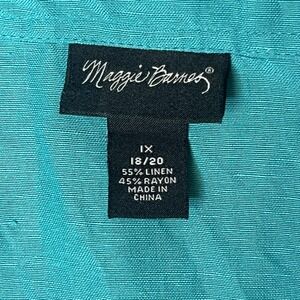 Maggie Barnes®
1X
18/20
55% LINEN
45% RAYON
MADE IN
CHINA